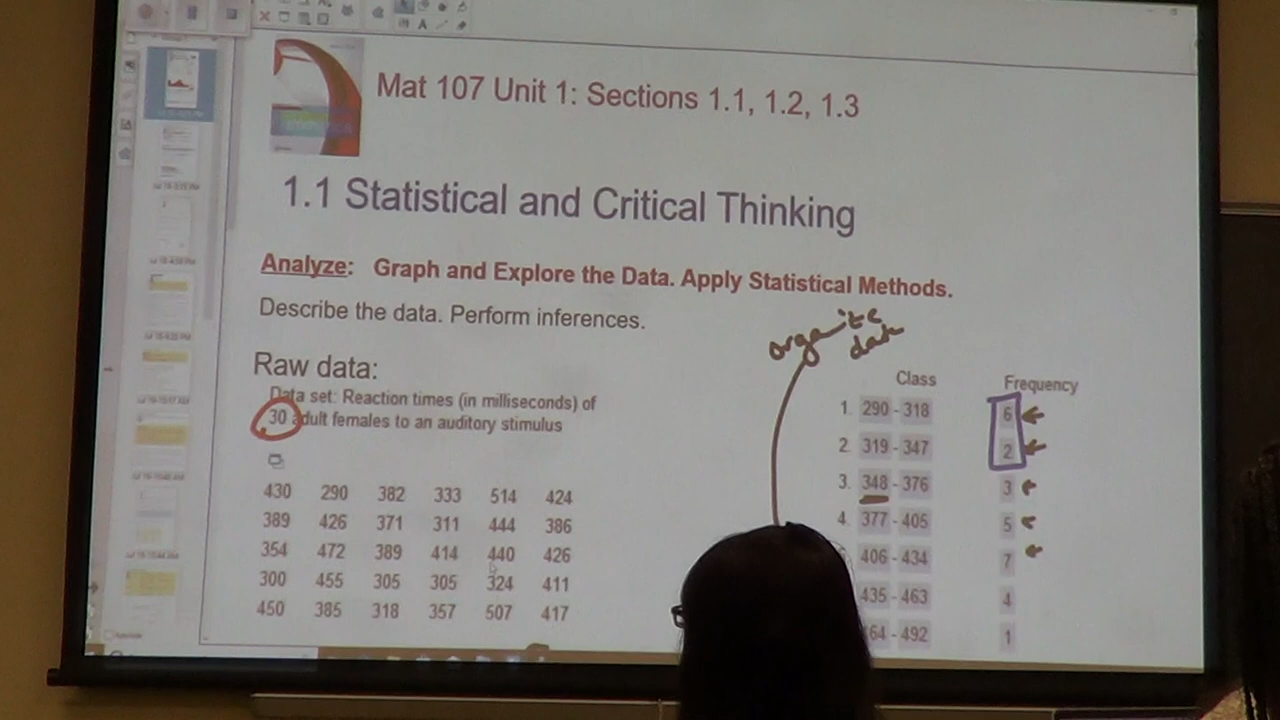 Mat 107 Unit 1: Sections 1.1, 1.2, 1.3
1.1 Statistical and Critical Thinking
Analyze: Graph and Explore the Data. Apply Statistical Methods.
Describe the data. Perform inferences.
organize
data
Raw data:
Data set: Reaction times (in milliseconds) of
30 adult females to an auditory stimulus
430 290 382 333 514 424
389 426 371 311 444 386
354 472 389 414 440 426
300 455 305 305 324 411
450 385 318 357 507 417
Class Frequency
1. 290 - 318 6
2. 319 - 347 2
3. 348 - 376 3
4. 377 - 405 5
406 - 434 7
435 - 463 4
64 - 492 1